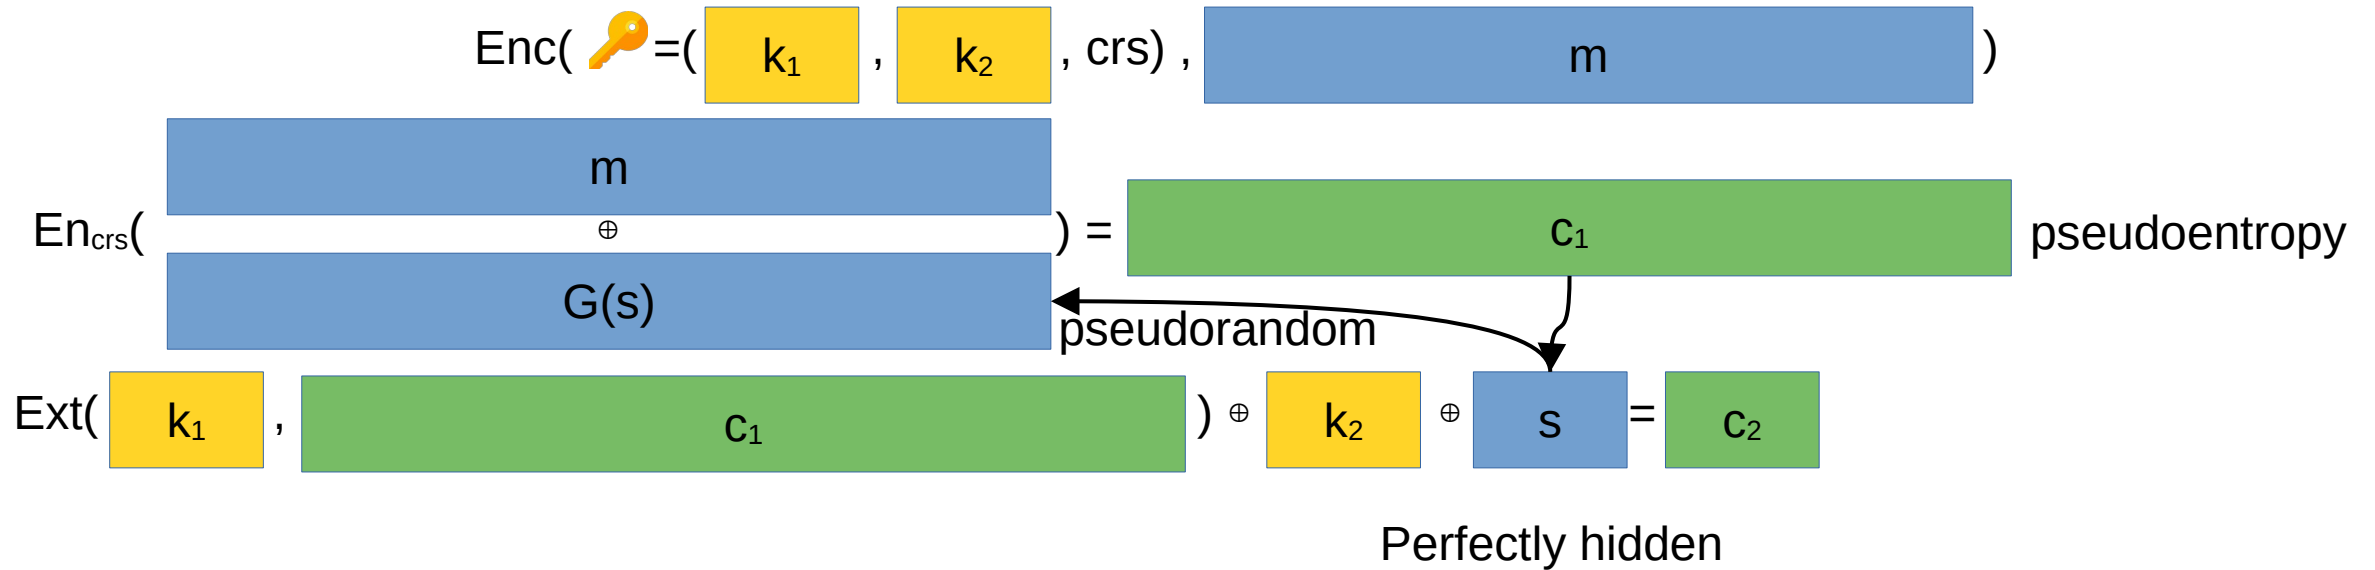 Enc( 🔑 =( k₁ , k₂ , crs) , m )
m
En_crs( ⊕ ) = c₁ pseudoentropy
G(s)
pseudorandom
Ext( k₁ , c₁ ) ⊕ k₂ ⊕ s = c₂
Perfectly hidden